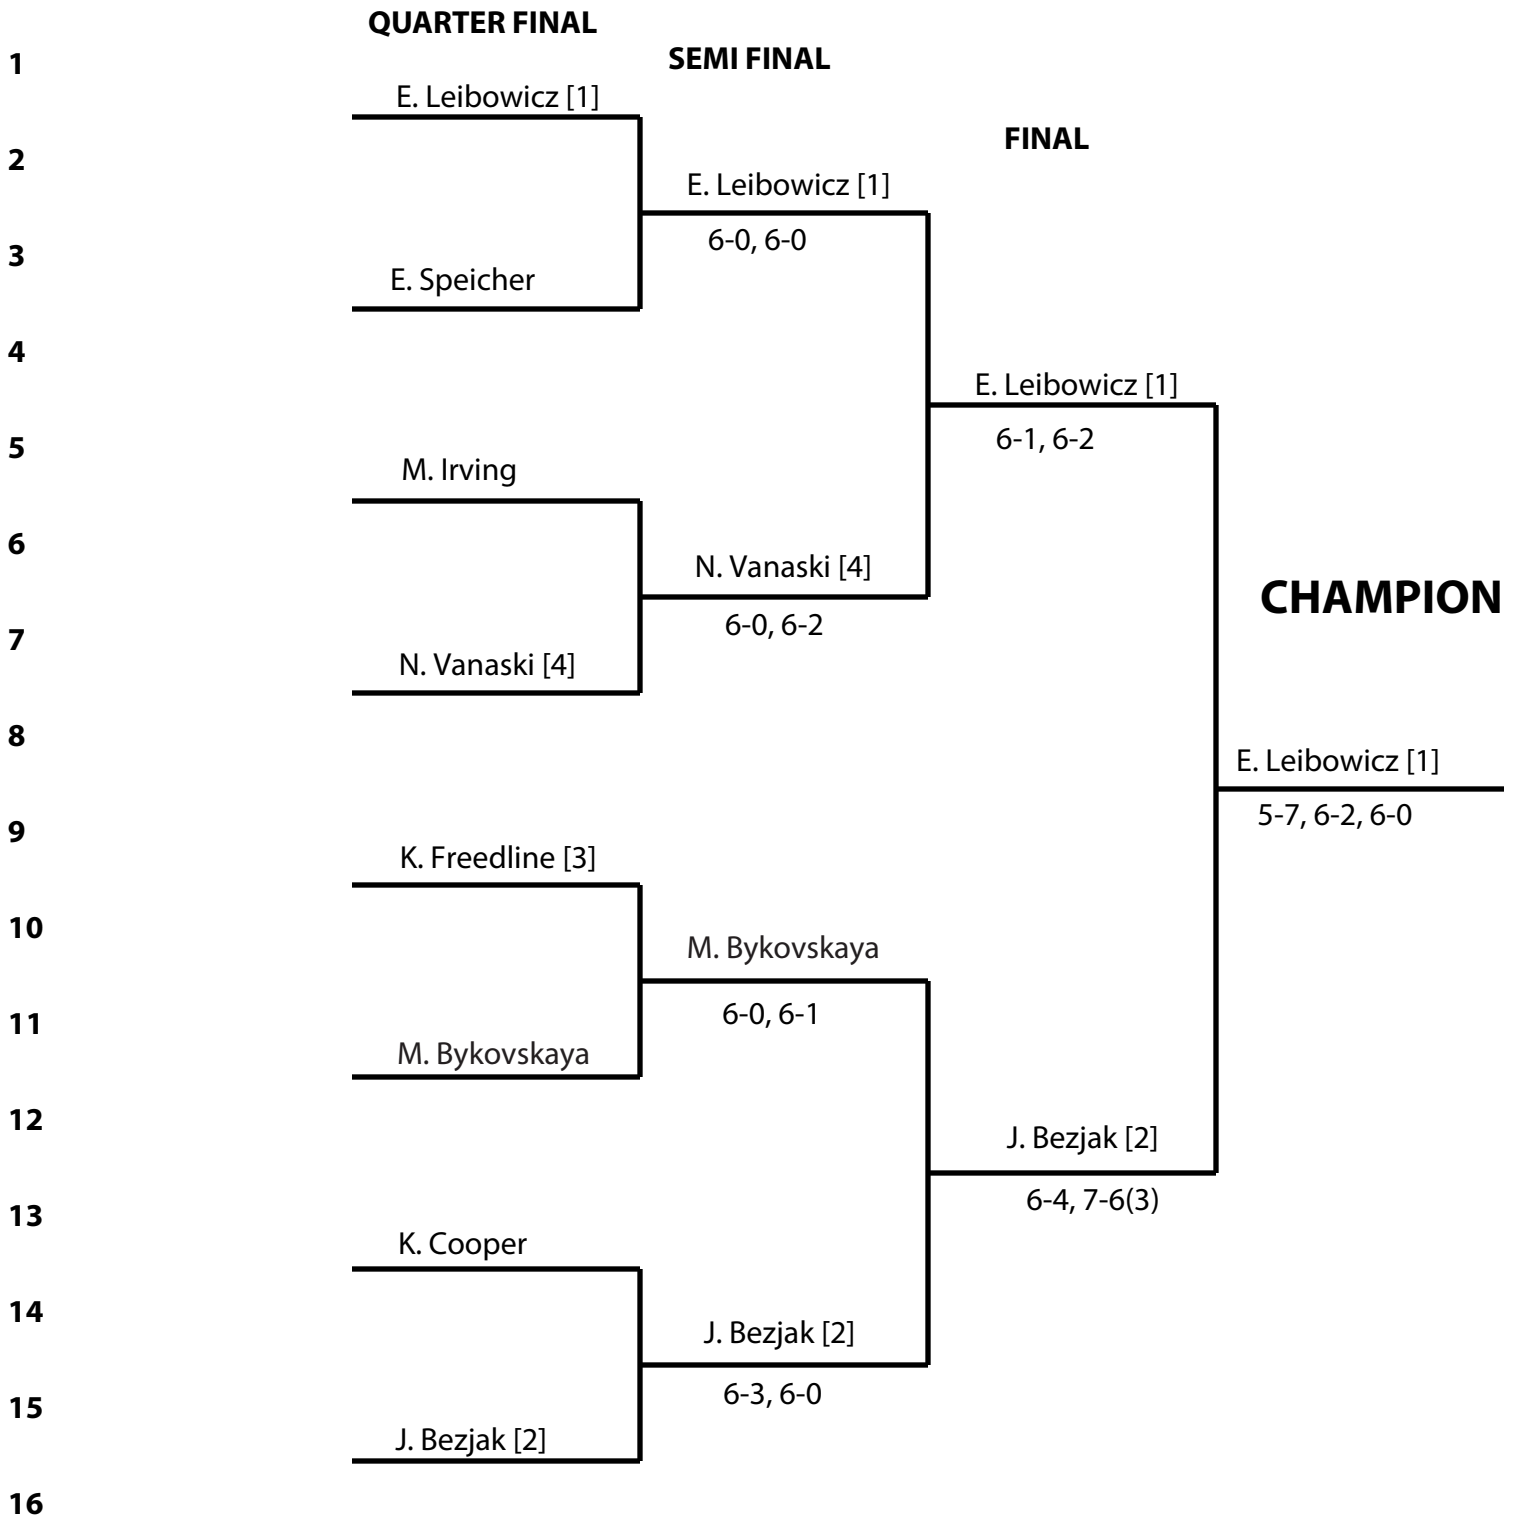 QUARTER FINAL
SEMI FINAL
1
E. Leibowicz [1]
FINAL
2
E. Leibowicz [1]
6-0, 6-0
3
E. Speicher
4
E. Leibowicz [1]
6-1, 6-2
5
M. Irving
6
N. Vanaski [4]
CHAMPION
6-0, 6-2
7
N. Vanaski [4]
8
E. Leibowicz [1]
5-7, 6-2, 6-0
9
K. Freedline [3]
10
M. Bykovskaya
6-0, 6-1
11
M. Bykovskaya
12
J. Bezjak [2]
6-4, 7-6(3)
13
K. Cooper
14
J. Bezjak [2]
6-3, 6-0
15
J. Bezjak [2]
16